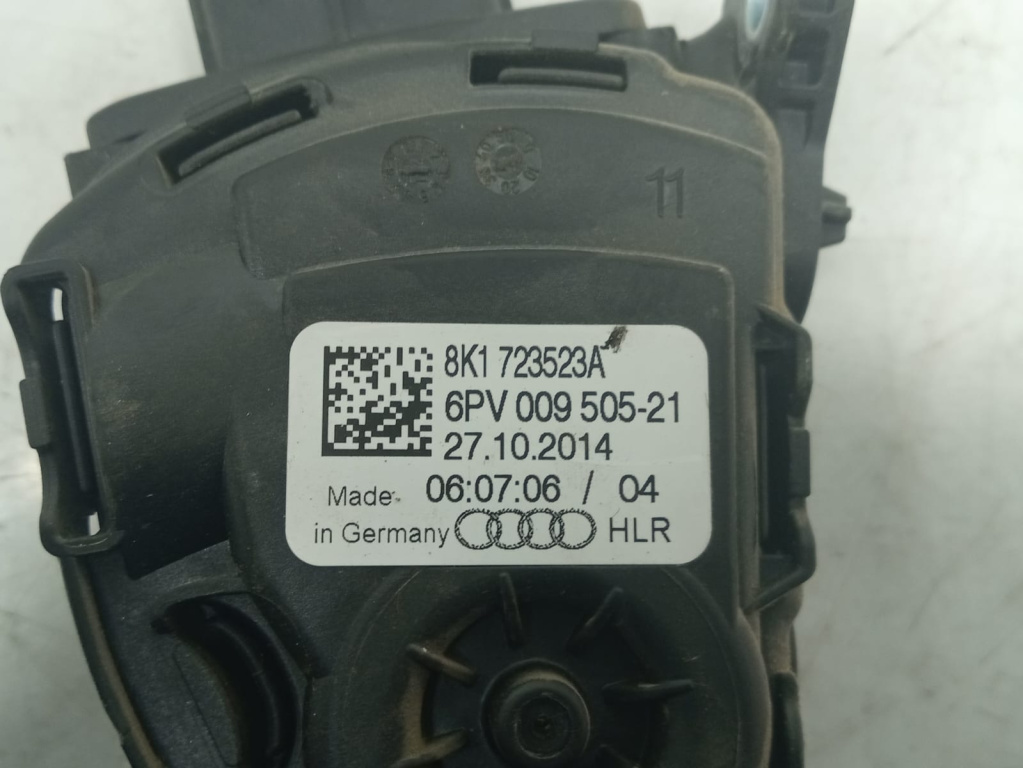 11
8K1 723523A
6PV 009 505-21
27.10.2014
Made 06:07:06 / 04
in Germany HLR